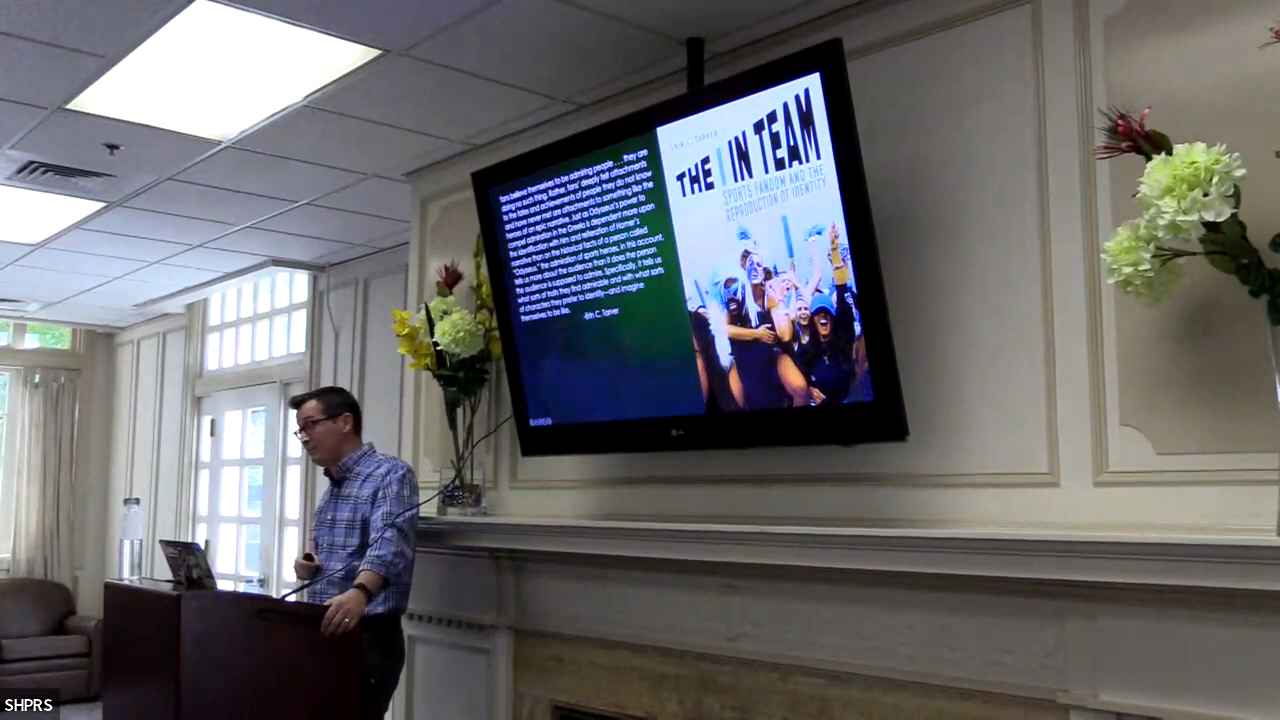 fans believe themselves to be admiring people . . . they are
doing no such thing. Rather, fans' deeply felt attachments
to the fates and achievements of people they do not know
and have never met are attachments to something like the
heroes of an epic narrative. Just as Odysseus's power to
compel admiration in the Greeks is dependent more upon
the identification with him and reiteration of Homer's
narrative than on the historical facts of a person called
"Odysseus," the admiration of sports heroes, in this account,
tells us more about the audience than it does the person
the audience is supposed to admire. Specifically, it tells us
what sorts of traits they find admirable and with what sorts
of characters they prefer to identify—and imagine
themselves to be like.
-Erin C. Tarver
ERIN C. TARVER
THE I IN TEAM
SPORTS FANDOM AND THE
REPRODUCTION OF IDENTITY
LG
SHPRS